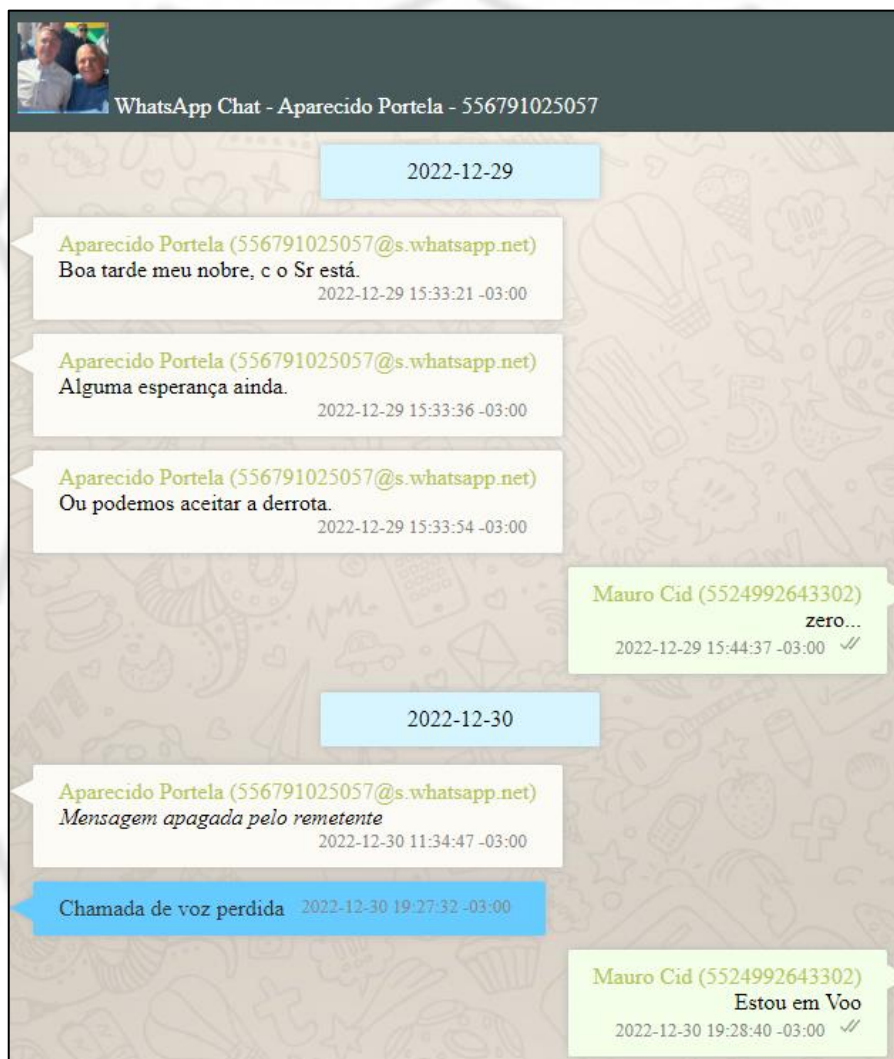 WhatsApp Chat - Aparecido Portela - 556791025057
2022-12-29
Aparecido Portela (556791025057@s.whatsapp.net)
Boa tarde meu nobre, c o Sr está.
2022-12-29 15:33:21 -03:00
Aparecido Portela (556791025057@s.whatsapp.net)
Alguma esperança ainda.
2022-12-29 15:33:36 -03:00
Aparecido Portela (556791025057@s.whatsapp.net)
Ou podemos aceitar a derrota.
2022-12-29 15:33:54 -03:00
Mauro Cid (5524992643302)
zero...
2022-12-29 15:44:37 -03:00
2022-12-30
Aparecido Portela (556791025057@s.whatsapp.net)
Mensagem apagada pelo remetente
2022-12-30 11:34:47 -03:00
Chamada de voz perdida 2022-12-30 19:27:32 -03:00
Mauro Cid (5524992643302)
Estou em Voo
2022-12-30 19:28:40 -03:00